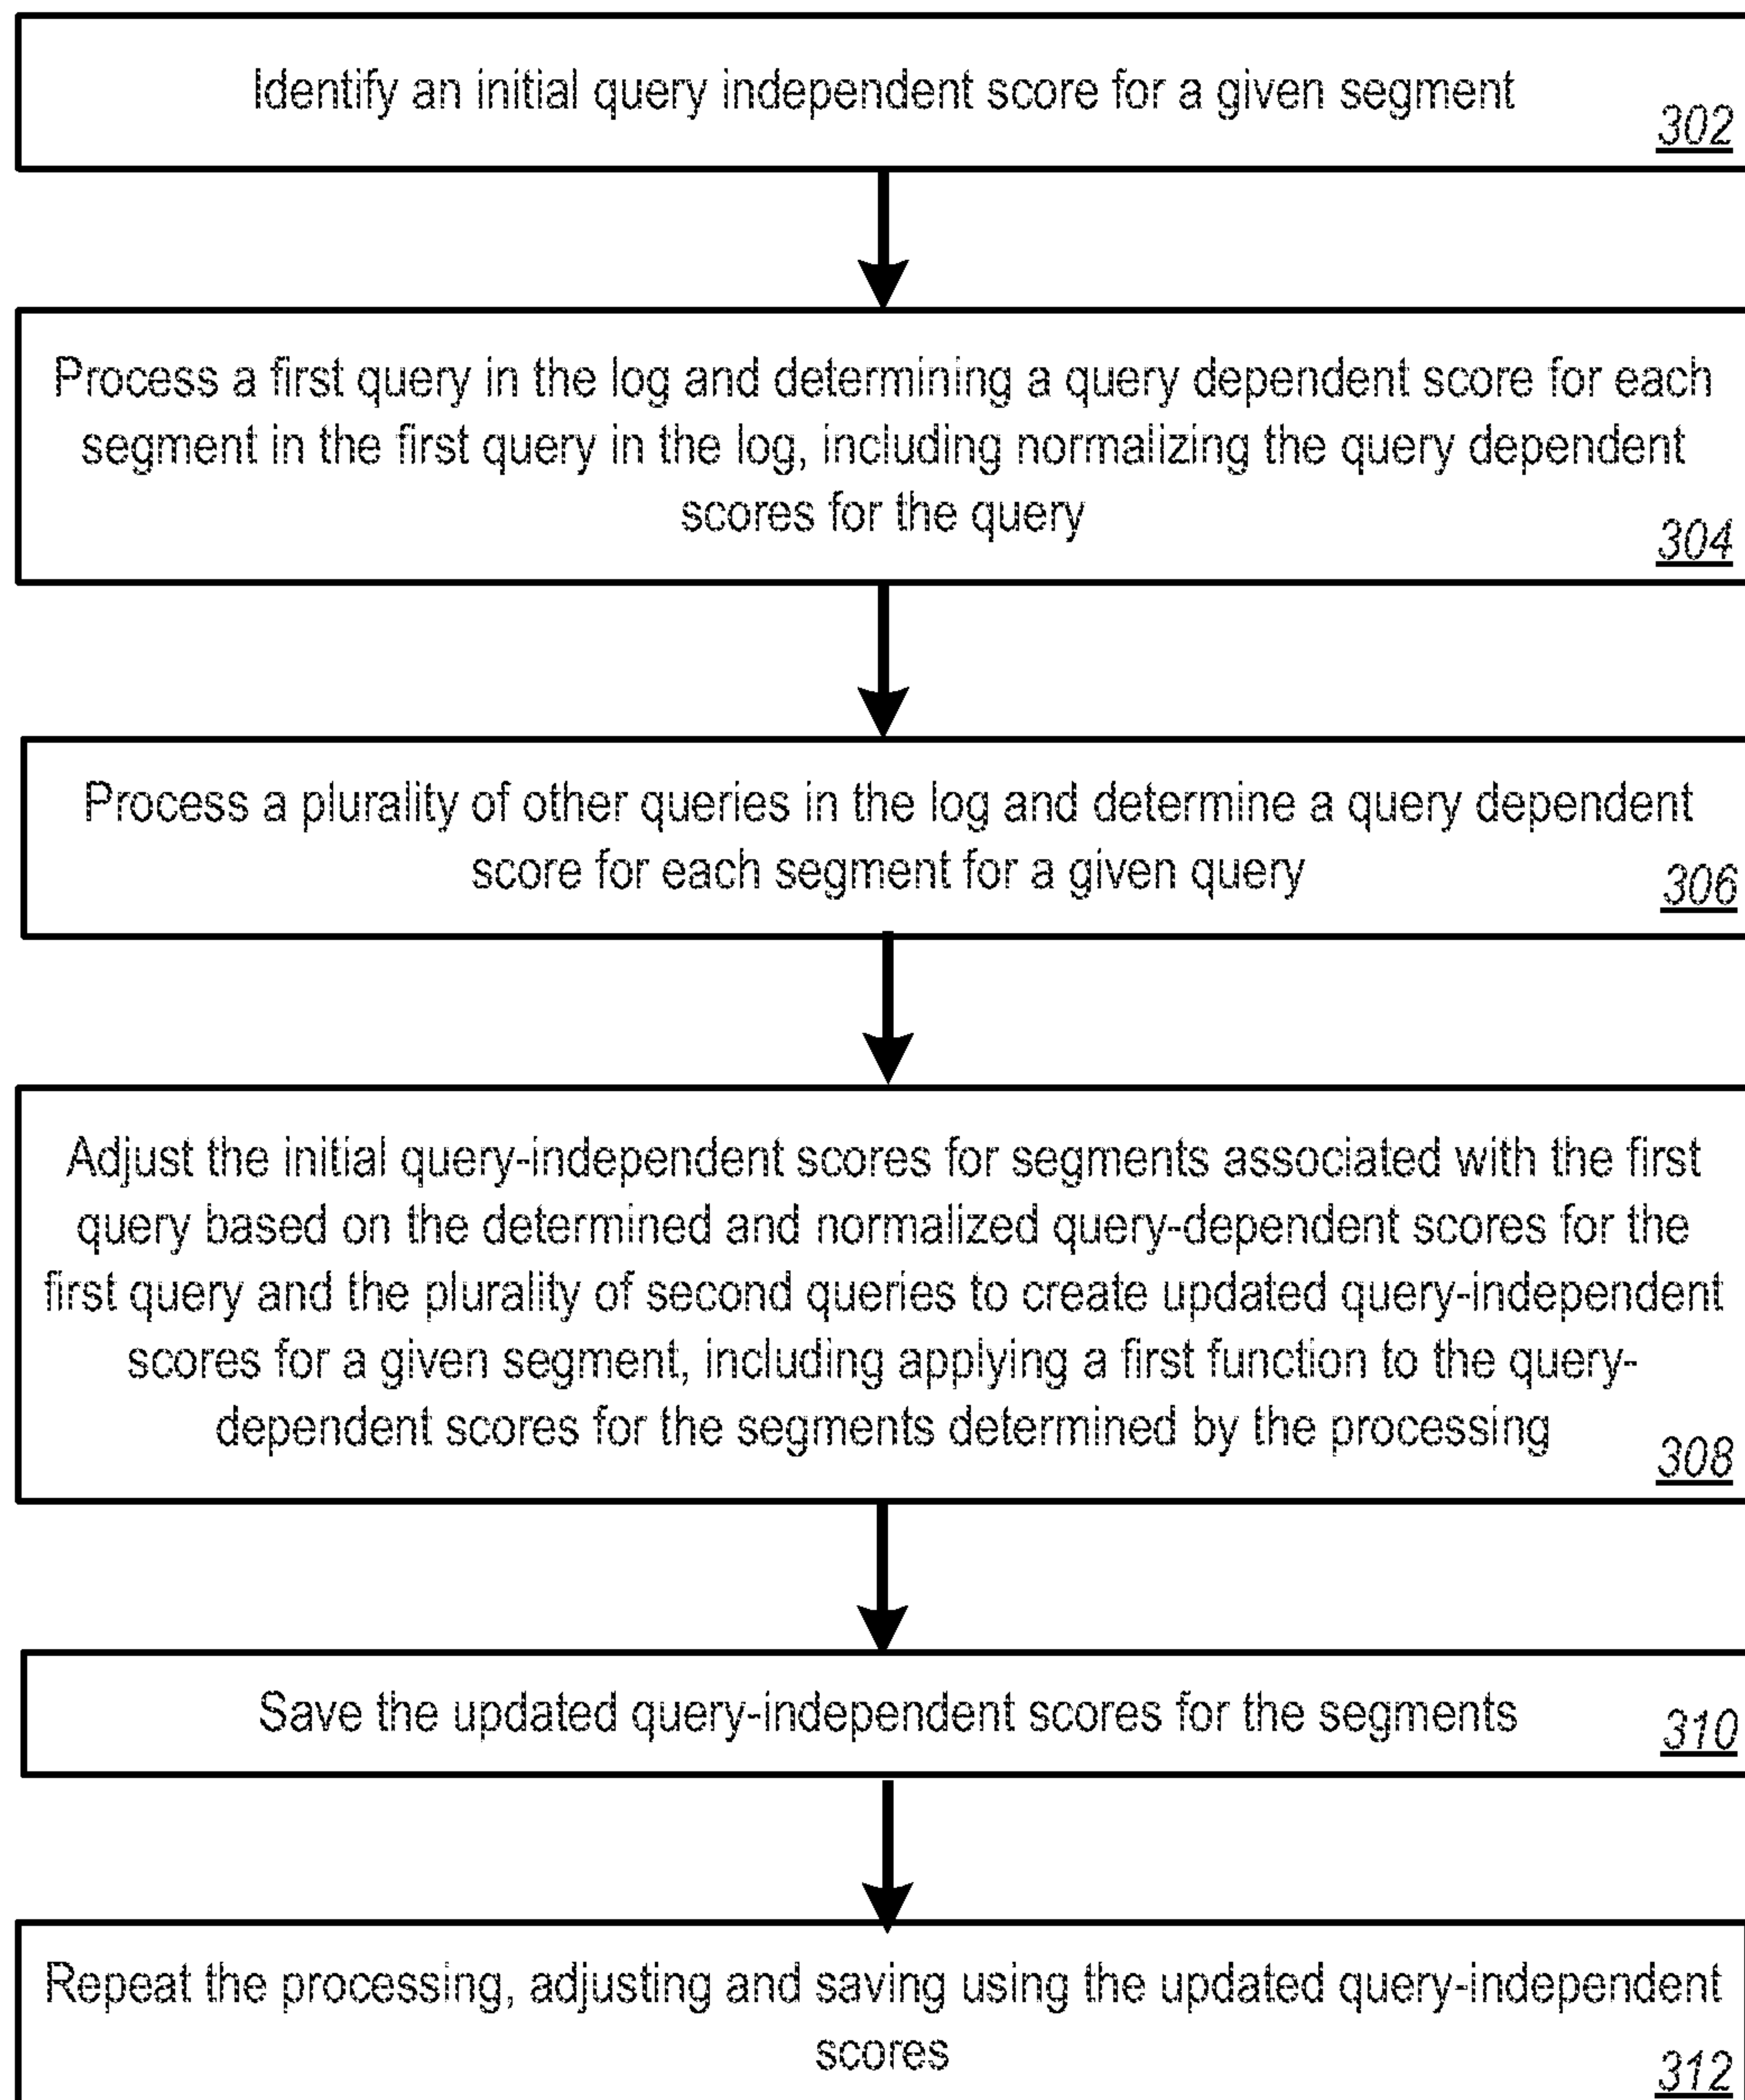 Identify an initial query independent score for a given segment
302
Process a first query in the log and determining a query dependent score for each
segment in the first query in the log, including normalizing the query dependent
scores for the query
304
Process a plurality of other queries in the log and determine a query dependent
score for each segment for a given query
306
Adjust the initial query-independent scores for segments associated with the first
query based on the determined and normalized query-dependent scores for the
first query and the plurality of second queries to create updated query-independent
scores for a given segment, including applying a first function to the query-
dependent scores for the segments determined by the processing
308
Save the updated query-independent scores for the segments
310
Repeat the processing, adjusting and saving using the updated query-independent
scores
312